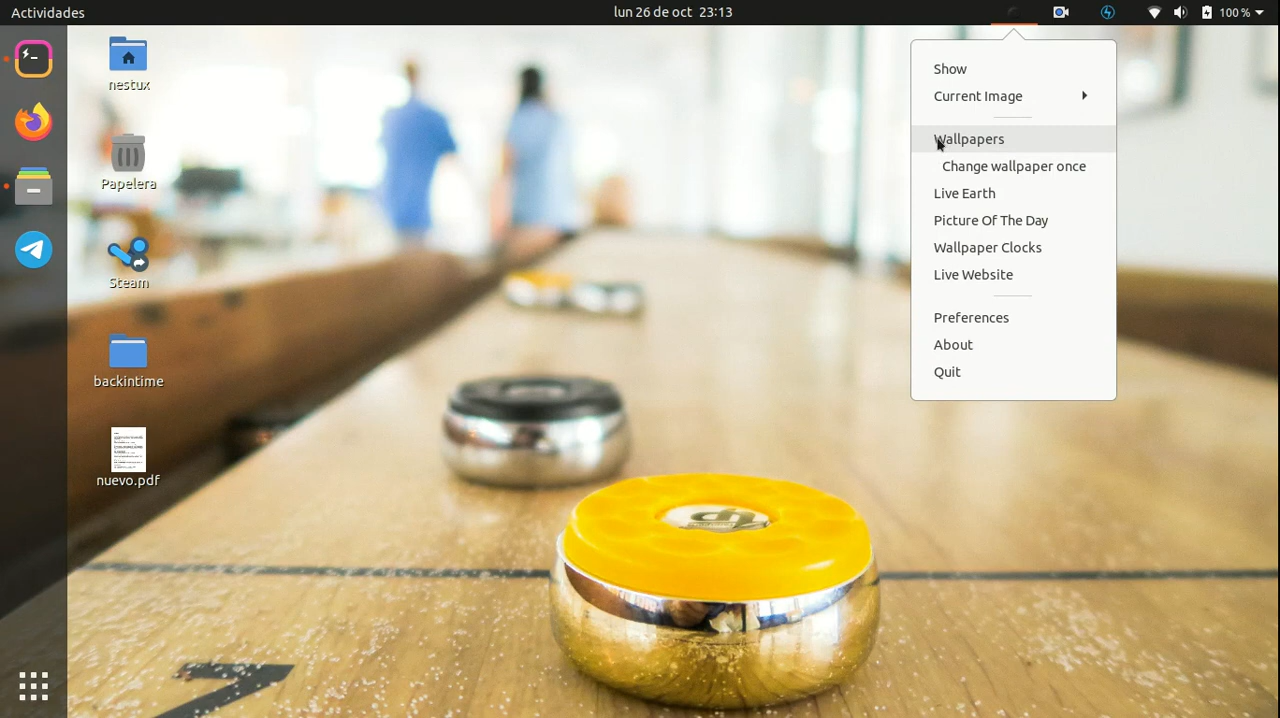 Actividades
lun 26 de oct 23:13
100 %
nestux
Papelera
Steam
backintime
nuevo.pdf
Show
Current Image
Wallpapers
Change wallpaper once
Live Earth
Picture Of The Day
Wallpaper Clocks
Live Website
Preferences
About
Quit
7